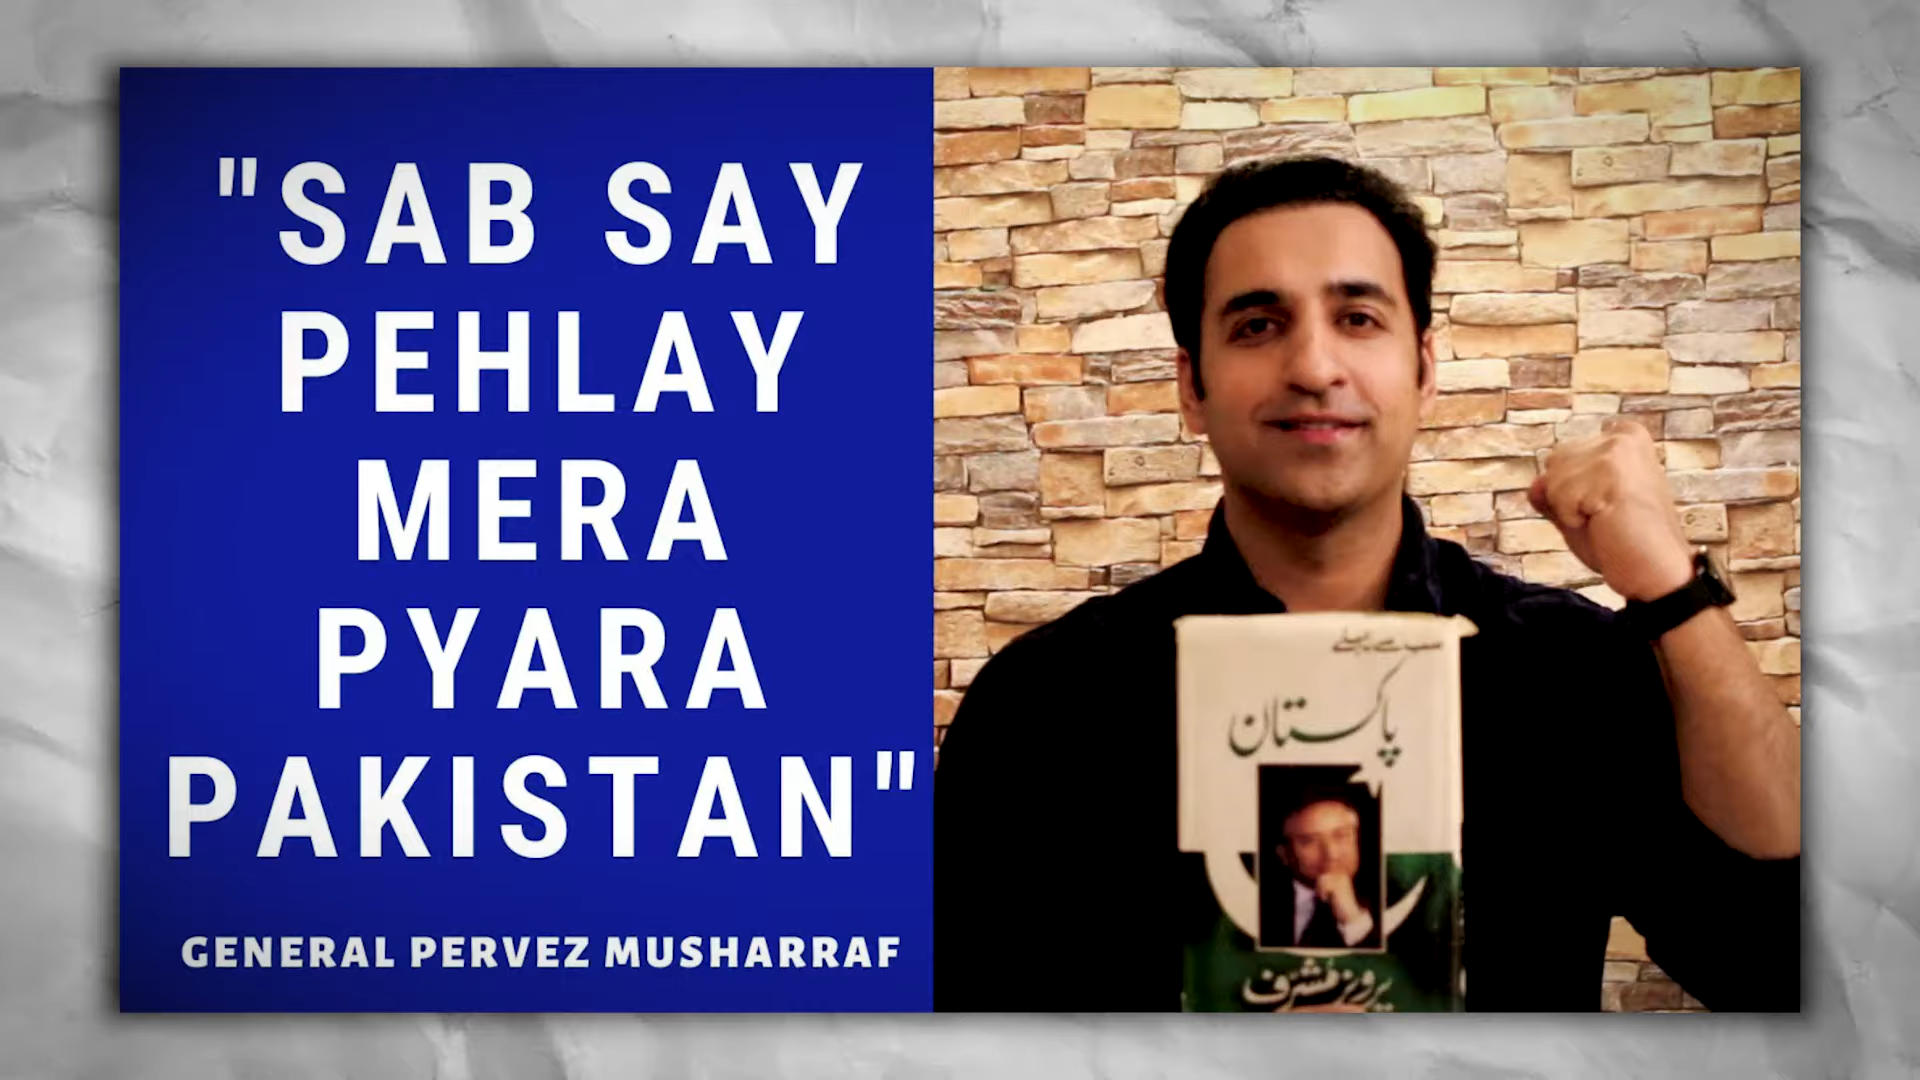 "SAB SAY
PEHLAY
MERA
PYARA
PAKISTAN"
GENERAL PERVEZ MUSHARRAF
سب سے پہلے
پاکستان
پرویز مشرف